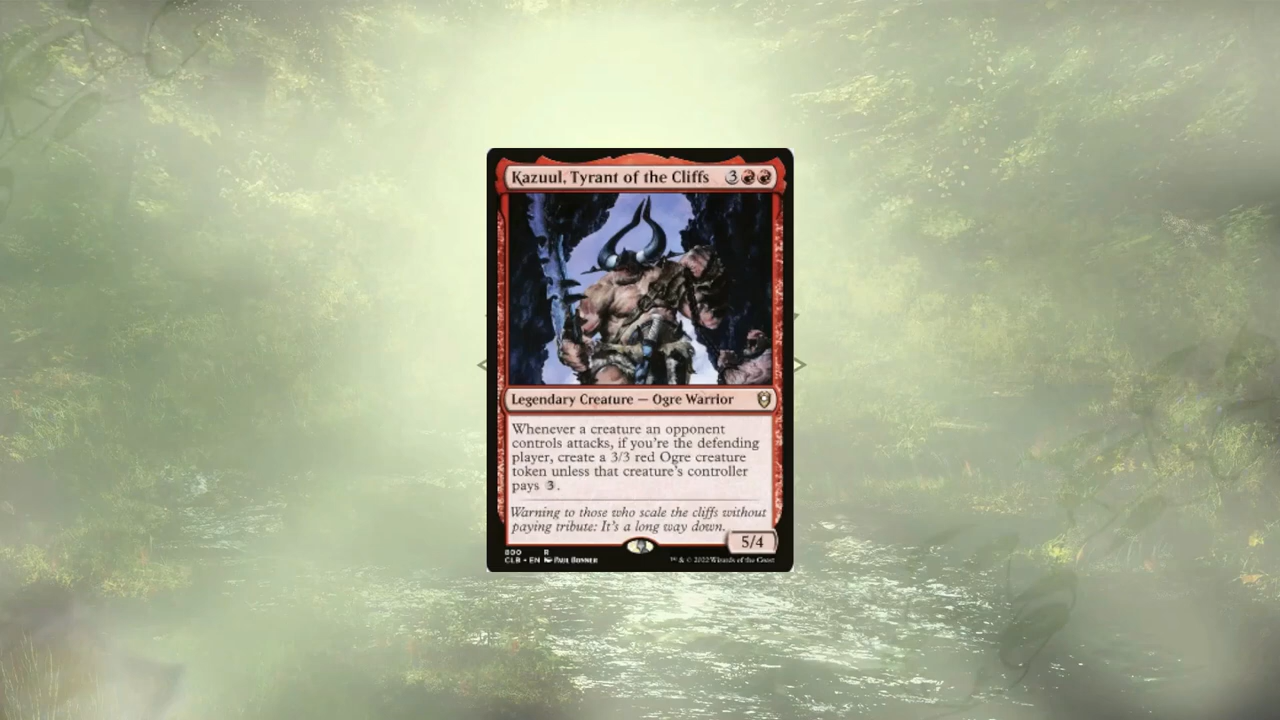 Kazuul, Tyrant of the Cliffs 3
Legendary Creature — Ogre Warrior
Whenever a creature an opponent
controls attacks, if you're the defending
player, create a 3/3 red Ogre creature
token unless that creature's controller
pays 3.
Warning to those who scale the cliffs without
paying tribute: It's a long way down.
5/4
800 R
CLB • EN Paul Bonner ™ & © 2022 Wizards of the Coast